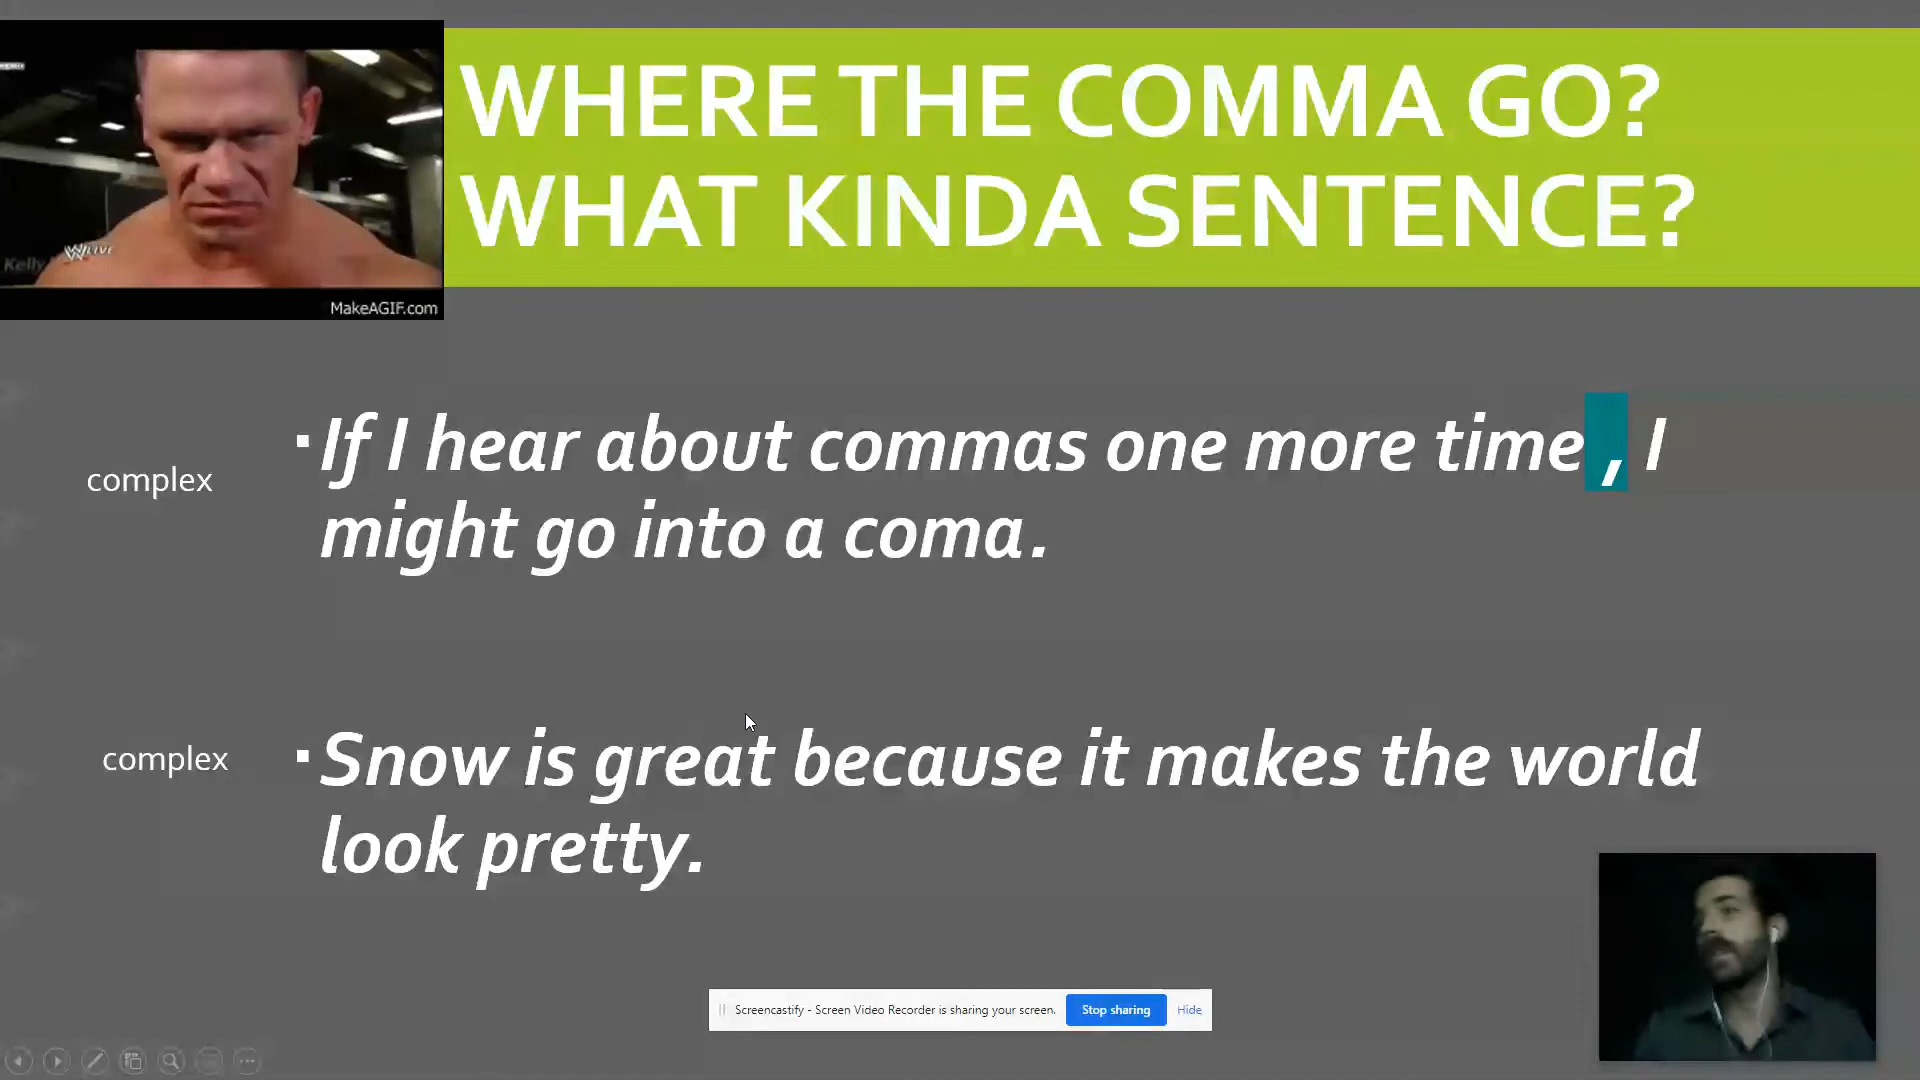 WHERE THE COMMA GO?
WHAT KINDA SENTENCE?
Kelly
W LIVE
MakeAGIF.com
complex
▪ If I hear about commas one more time , I
might go into a coma.
complex
▪ Snow is great because it makes the world
look pretty.
Screencastify - Screen Video Recorder is sharing your screen. Stop sharing Hide